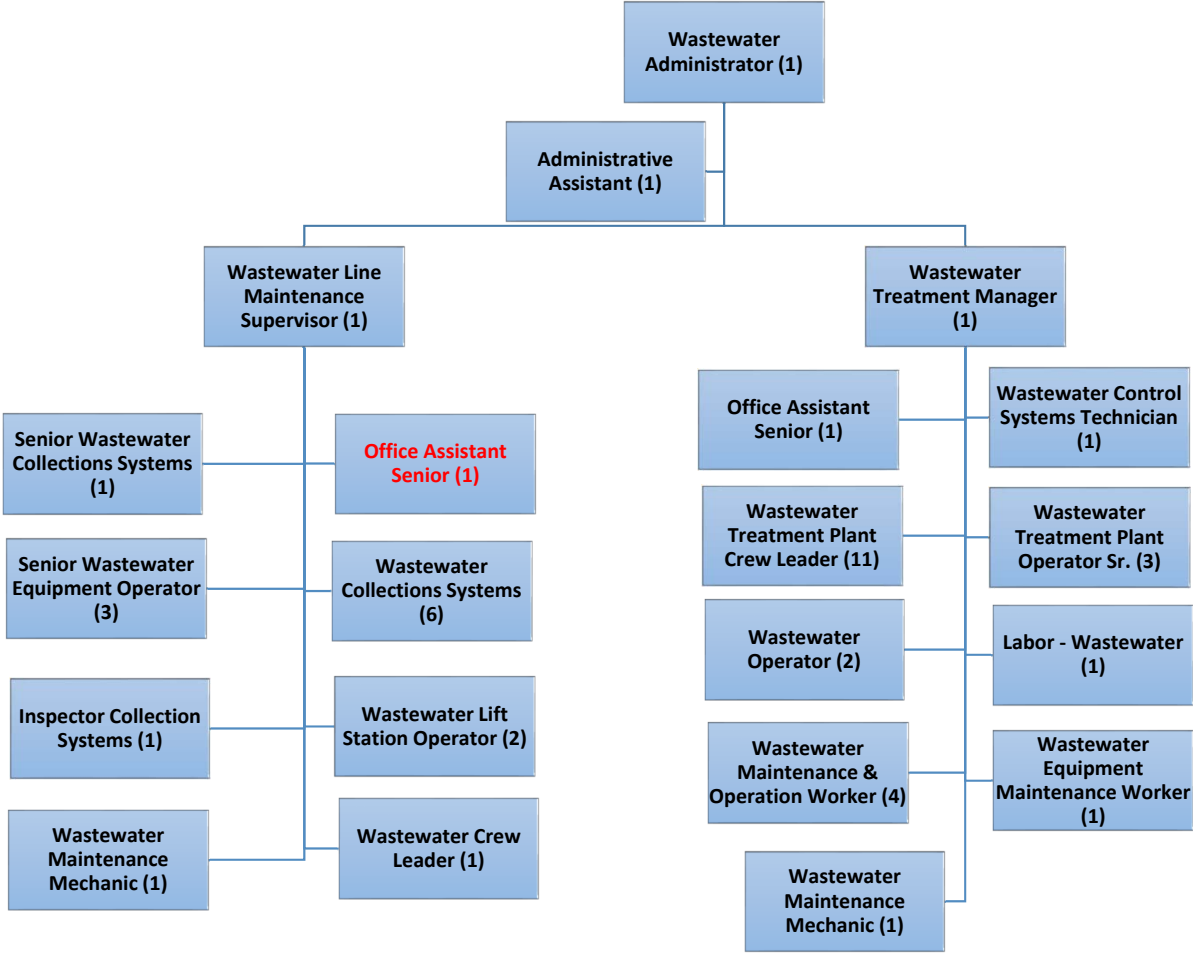 Wastewater
Administrator (1)
Administrative
Assistant (1)
Wastewater Line
Maintenance
Supervisor (1)
Wastewater
Treatment Manager
(1)
Senior Wastewater
Collections Systems
(1)
Office Assistant
Senior (1)
Senior Wastewater
Equipment Operator
(3)
Wastewater
Collections Systems
(6)
Inspector Collection
Systems (1)
Wastewater Lift
Station Operator (2)
Wastewater
Maintenance
Mechanic (1)
Wastewater Crew
Leader (1)
Office Assistant
Senior (1)
Wastewater Control
Systems Technician
(1)
Wastewater
Treatment Plant
Crew Leader (11)
Wastewater
Treatment Plant
Operator Sr. (3)
Wastewater
Operator (2)
Labor - Wastewater
(1)
Wastewater
Maintenance &
Operation Worker (4)
Wastewater
Equipment
Maintenance Worker
(1)
Wastewater
Maintenance
Mechanic (1)